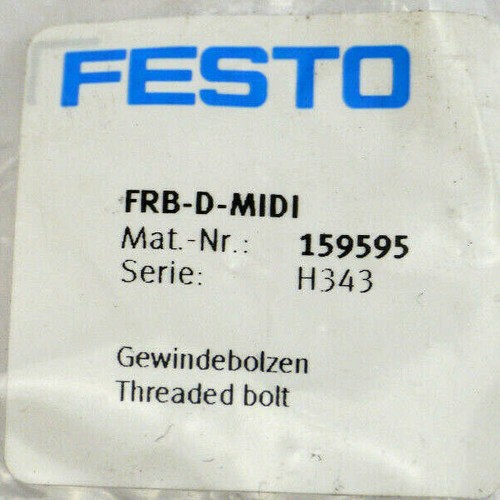 FESTO
FRB-D-MIDI
Mat.-Nr.: 159595
Serie: H343
Gewindebolzen
Threaded bolt